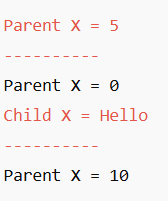 Parent X = 5
----------
Parent X = 0
Child X = Hello
----------
Parent X = 10